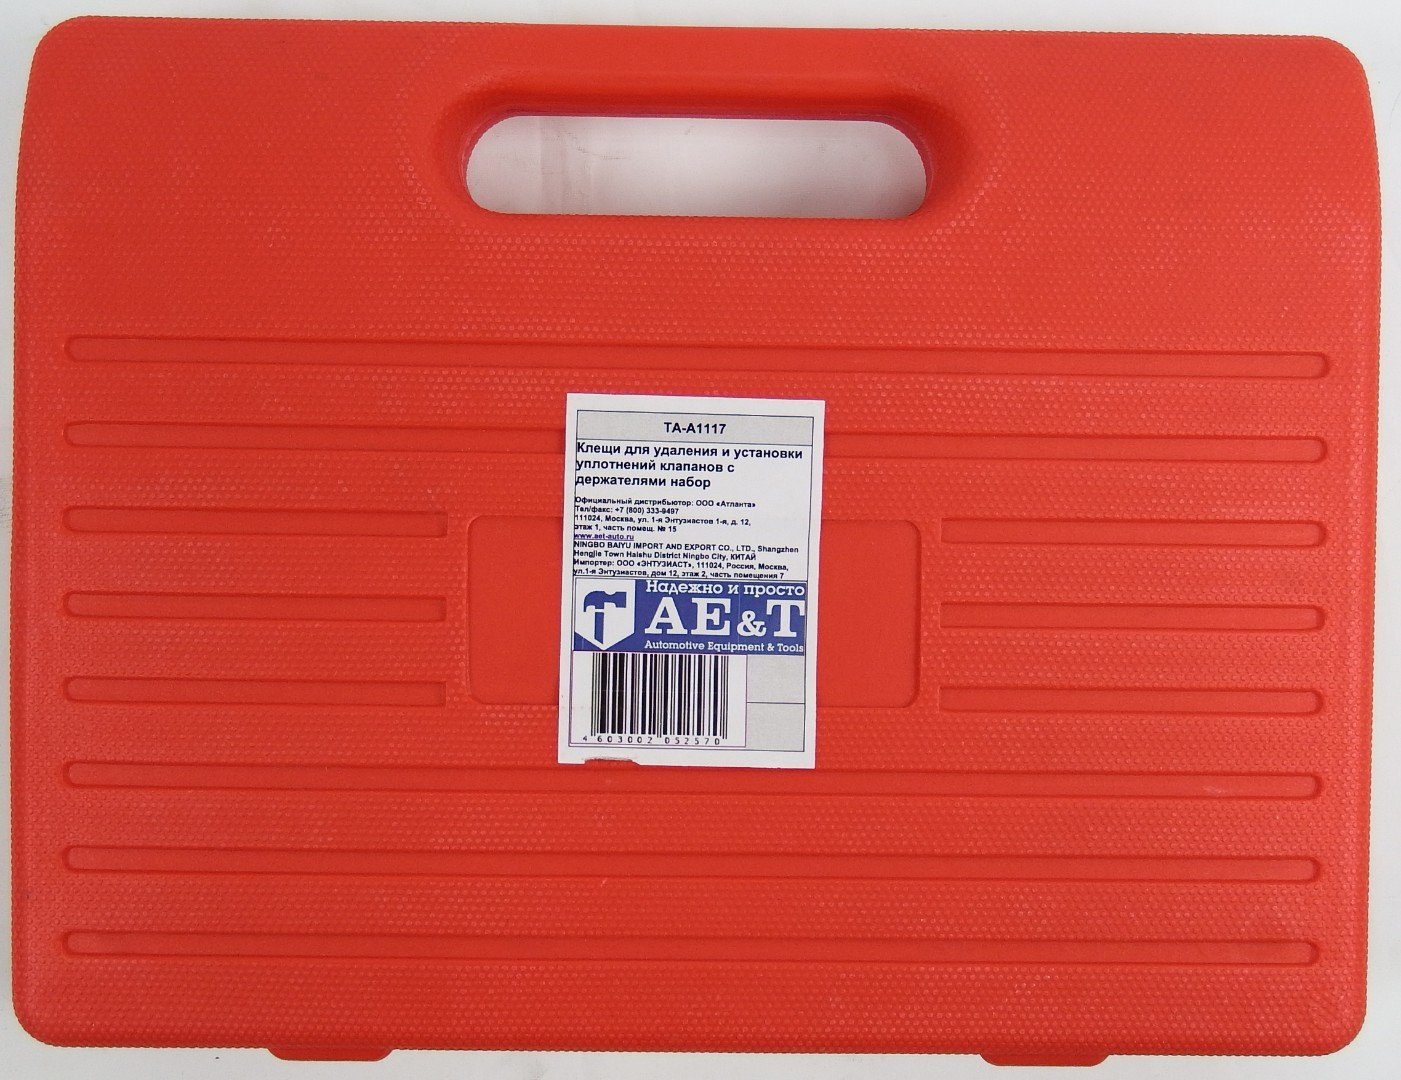 TA-A1117
Клещи для удаления и установки
уплотнений клапанов с
держателями набор
Официальный дистрибьютор: ООО «Атланта»
Тел/факс: +7 (800) 333-9497
111024, Москва, ул. 1-я Энтузиастов 1-я, д. 12,
этаж 1, часть помещ. № 15
www.aet-auto.ru
NINGBO BAIYU IMPORT AND EXPORT CO., LTD., Shangzhen
Hengjie Town Haishu District Ningbo City, КИТАЙ
Импортер: ООО «ЭНТУЗИАСТ», 111024, Россия, Москва,
ул.1-я Энтузиастов, дом 12, этаж 2, часть помещения 7
Надежно и просто
AE&T
Automotive Equipment & Tools
4 603002 052570